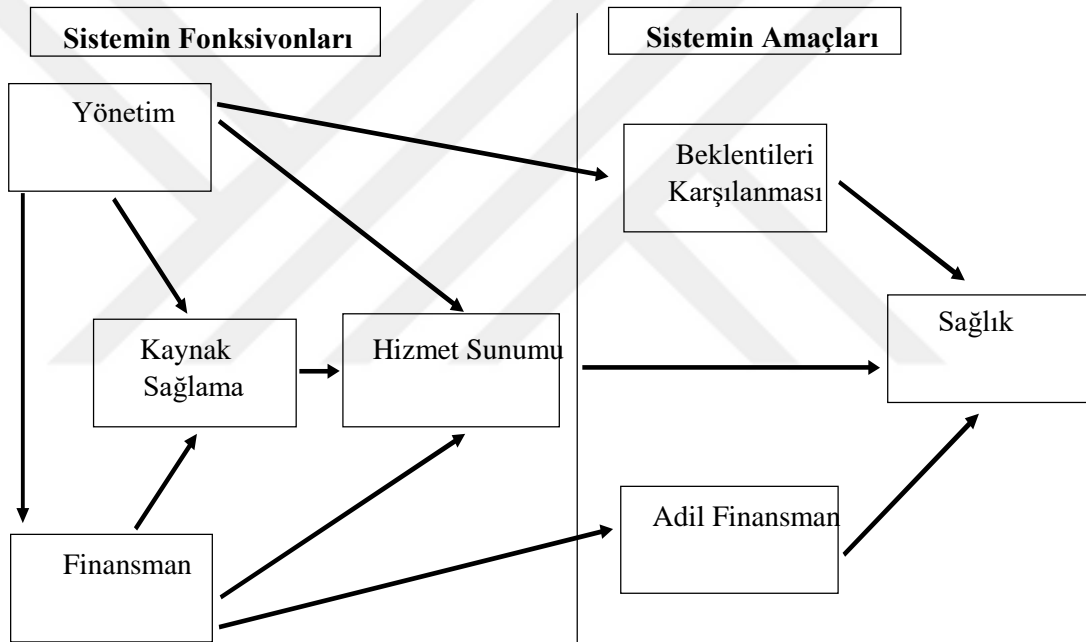 Sistemin Fonksivonları
Sistemin Amaçları
Yönetim
Beklentileri
Karşılanması
Kaynak
Sağlama
Hizmet Sunumu
Sağlık
Finansman
Adil Finansman